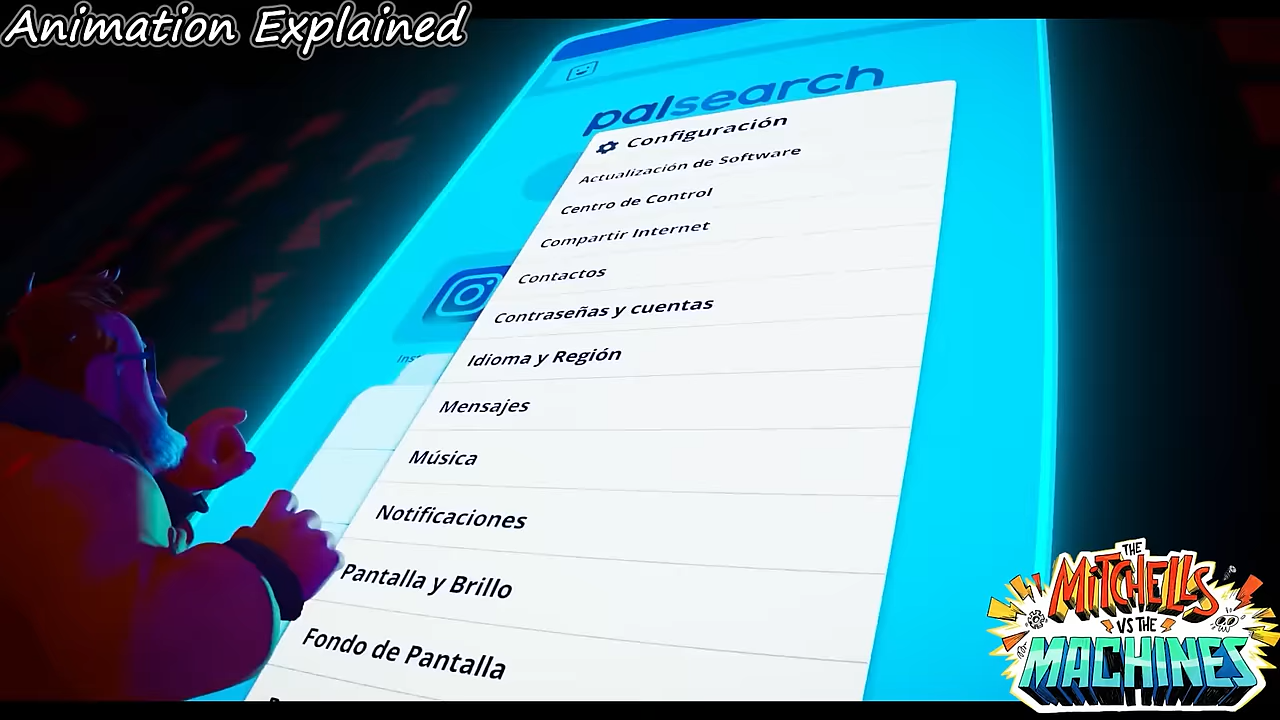 Animation Explained
palsearch
Configuración
Actualización de Software
Centro de Control
Compartir Internet
Contactos
Contraseñas y cuentas
Idioma y Región
Mensajes
Música
Notificaciones
Pantalla y Brillo
Fondo de Pantalla
THE
MITCHELLS
VS THE
MACHINES